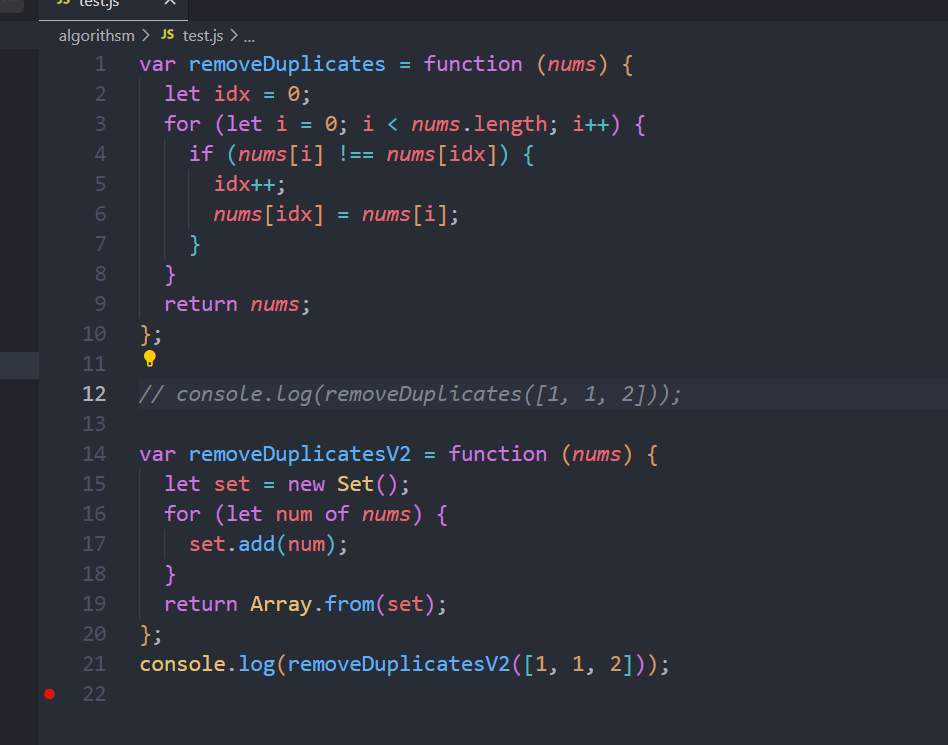 JS test.js ×
algorithsm > JS test.js > ...
1 var removeDuplicates = function (nums) {
2 let idx = 0;
3 for (let i = 0; i < nums.length; i++) {
4 if (nums[i] !== nums[idx]) {
5 idx++;
6 nums[idx] = nums[i];
7 }
8 }
9 return nums;
10 };
11
12 // console.log(removeDuplicates([1, 1, 2]));
13
14 var removeDuplicatesV2 = function (nums) {
15 let set = new Set();
16 for (let num of nums) {
17 set.add(num);
18 }
19 return Array.from(set);
20 };
21 console.log(removeDuplicatesV2([1, 1, 2]));
22